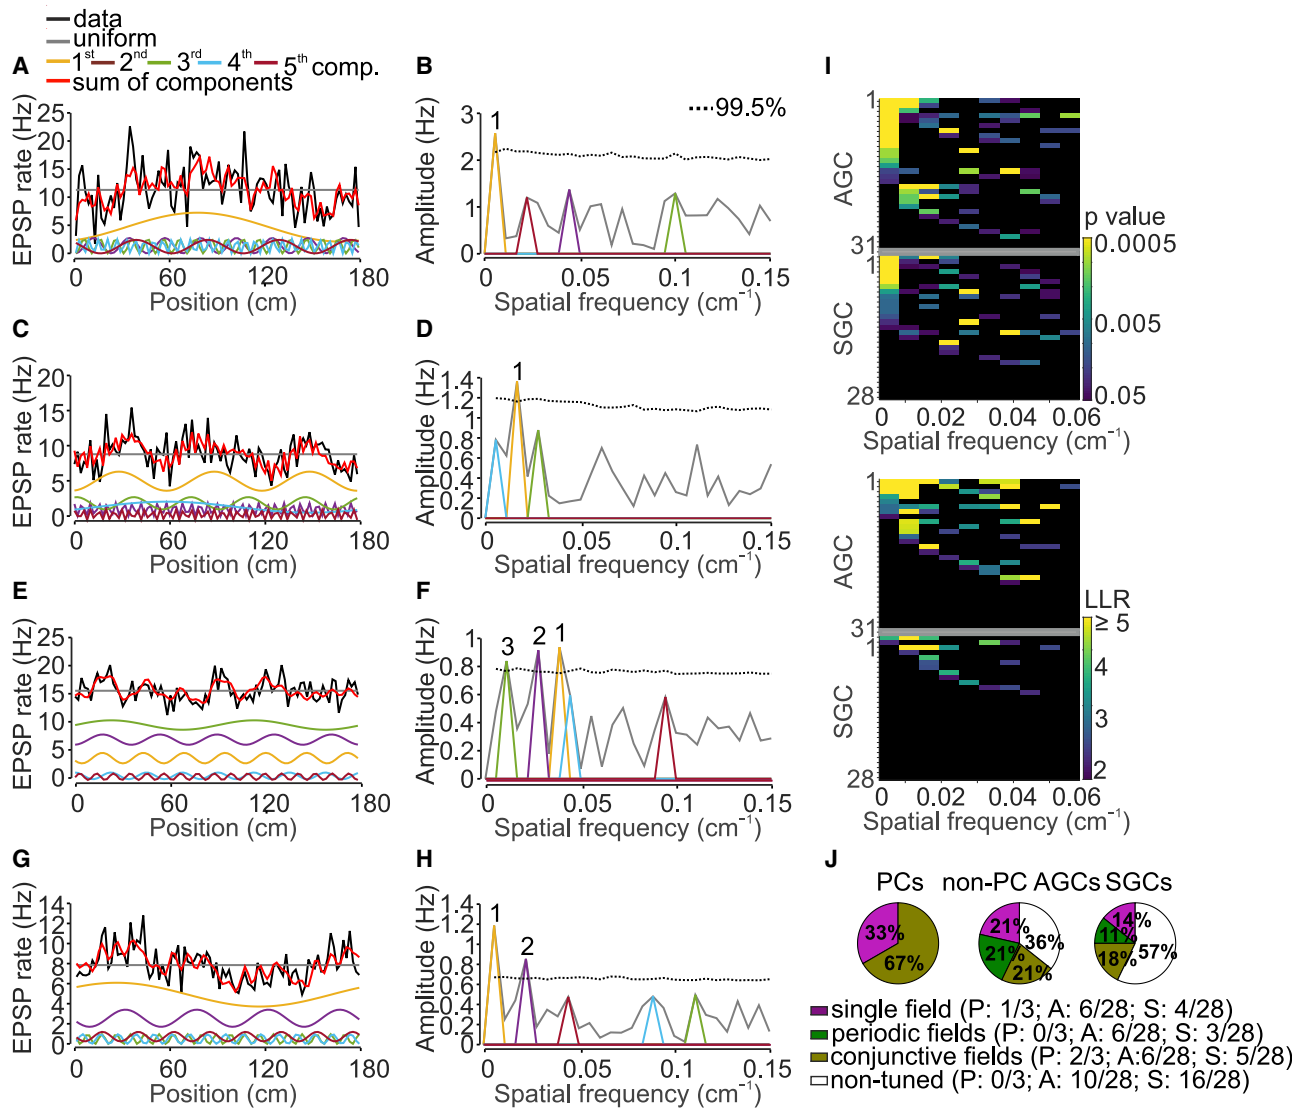 data
uniform
1st 2nd 3rd 4th 5th comp.
sum of components
A
EPSP rate (Hz)
25
20
15
10
5
0
0 60 120 180
Position (cm)
B
99.5%
1
Amplitude (Hz)
3
2
1
0
0 0.05 0.1 0.15
Spatial frequency (cm⁻¹)
C
EPSP rate (Hz)
20
15
10
5
0
0 60 120 180
Position (cm)
D
1
Amplitude (Hz)
1.4
1.2
1
0.8
0.6
0.4
0.2
0
0 0.05 0.1 0.15
Spatial frequency (cm⁻¹)
E
EPSP rate (Hz)
25
20
15
10
5
0
0 60 120 180
Position (cm)
F
3 2 1
Amplitude (Hz)
1
0.8
0.6
0.4
0.2
0
0 0.05 0.1 0.15
Spatial frequency (cm⁻¹)
G
EPSP rate (Hz)
14
12
10
8
6
4
2
0
0 60 120 180
Position (cm)
H
1
2
Amplitude (Hz)
1.4
1.2
1
0.8
0.6
0.4
0.2
0
0 0.05 0.1 0.15
Spatial frequency (cm⁻¹)
I
1
AGC
31
1
SGC
28
0 0.02 0.04 0.06
Spatial frequency (cm⁻¹)
p value
0.0005
0.005
0.05
1
AGC
31
1
SGC
28
0 0.02 0.04 0.06
Spatial frequency (cm⁻¹)
LLR
≥ 5
4
3
2
J
PCs non-PC AGCs SGCs
33%
67%
21%
36%
21%
21%
14%
11%
18%
57%
single field (P: 1/3; A: 6/28; S: 4/28)
periodic fields (P: 0/3; A: 6/28; S: 3/28)
conjunctive fields (P: 2/3; A:6/28; S: 5/28)
non-tuned (P: 0/3; A: 10/28; S: 16/28)